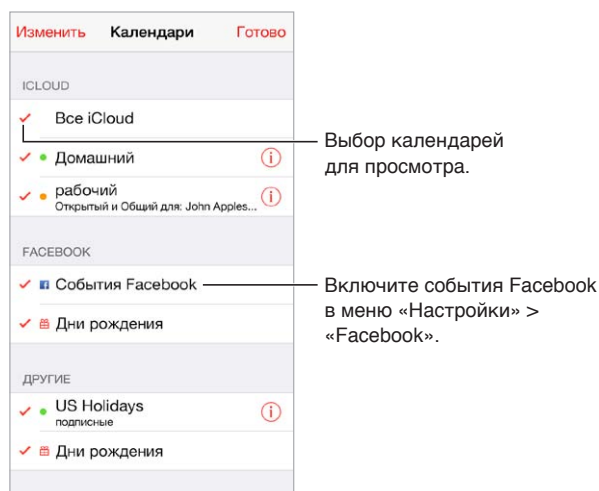 Изменить Календари Готово
ICLOUD
Все iCloud
Домашний
рабочий
Открытый и Общий для: John Apples...
FACEBOOK
События Facebook
Дни рождения
ДРУГИЕ
US Holidays
подписные
Дни рождения
Выбор календарей
для просмотра.
Включите события Facebook
в меню «Настройки» >
«Facebook».